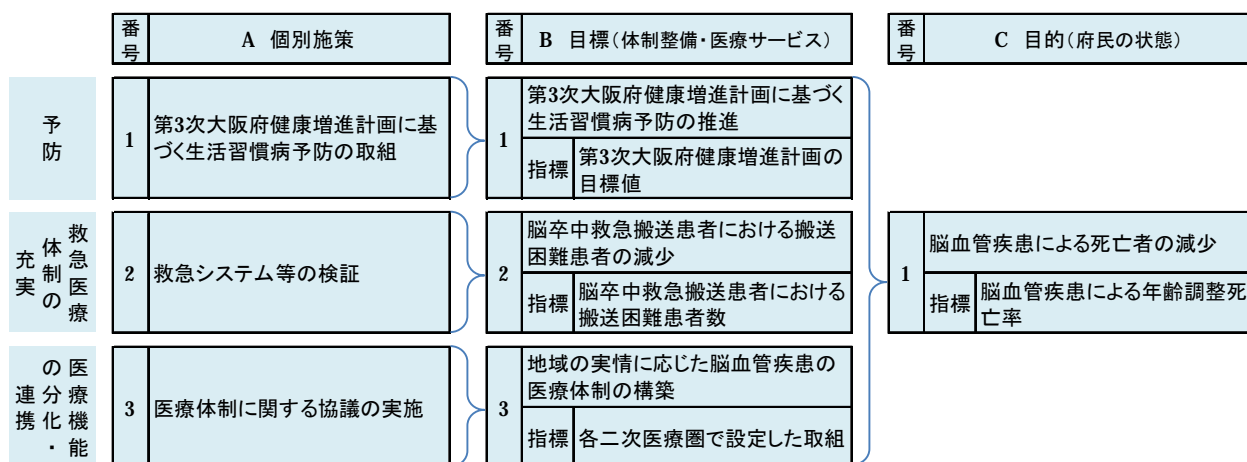 番号
A 個別施策
番号
B 目標（体制整備・医療サービス）
番号
C 目的（府民の状態）
予防
1
第3次大阪府健康増進計画に基
づく生活習慣病予防の取組
1
第3次大阪府健康増進計画に基づく
生活習慣病予防の推進
指標
第3次大阪府健康増進計画の
目標値
救急医療
体制の
充実
2
救急システム等の検証
2
脳卒中救急搬送患者における搬送
困難患者の減少
指標
脳卒中救急搬送患者における
搬送困難患者数
1
脳血管疾患による死亡者の減少
指標
脳血管疾患による年齢調整死
亡率
医療機能
の分化・
連携
3
医療体制に関する協議の実施
3
地域の実情に応じた脳血管疾患の
医療体制の構築
指標
各二次医療圏で設定した取組